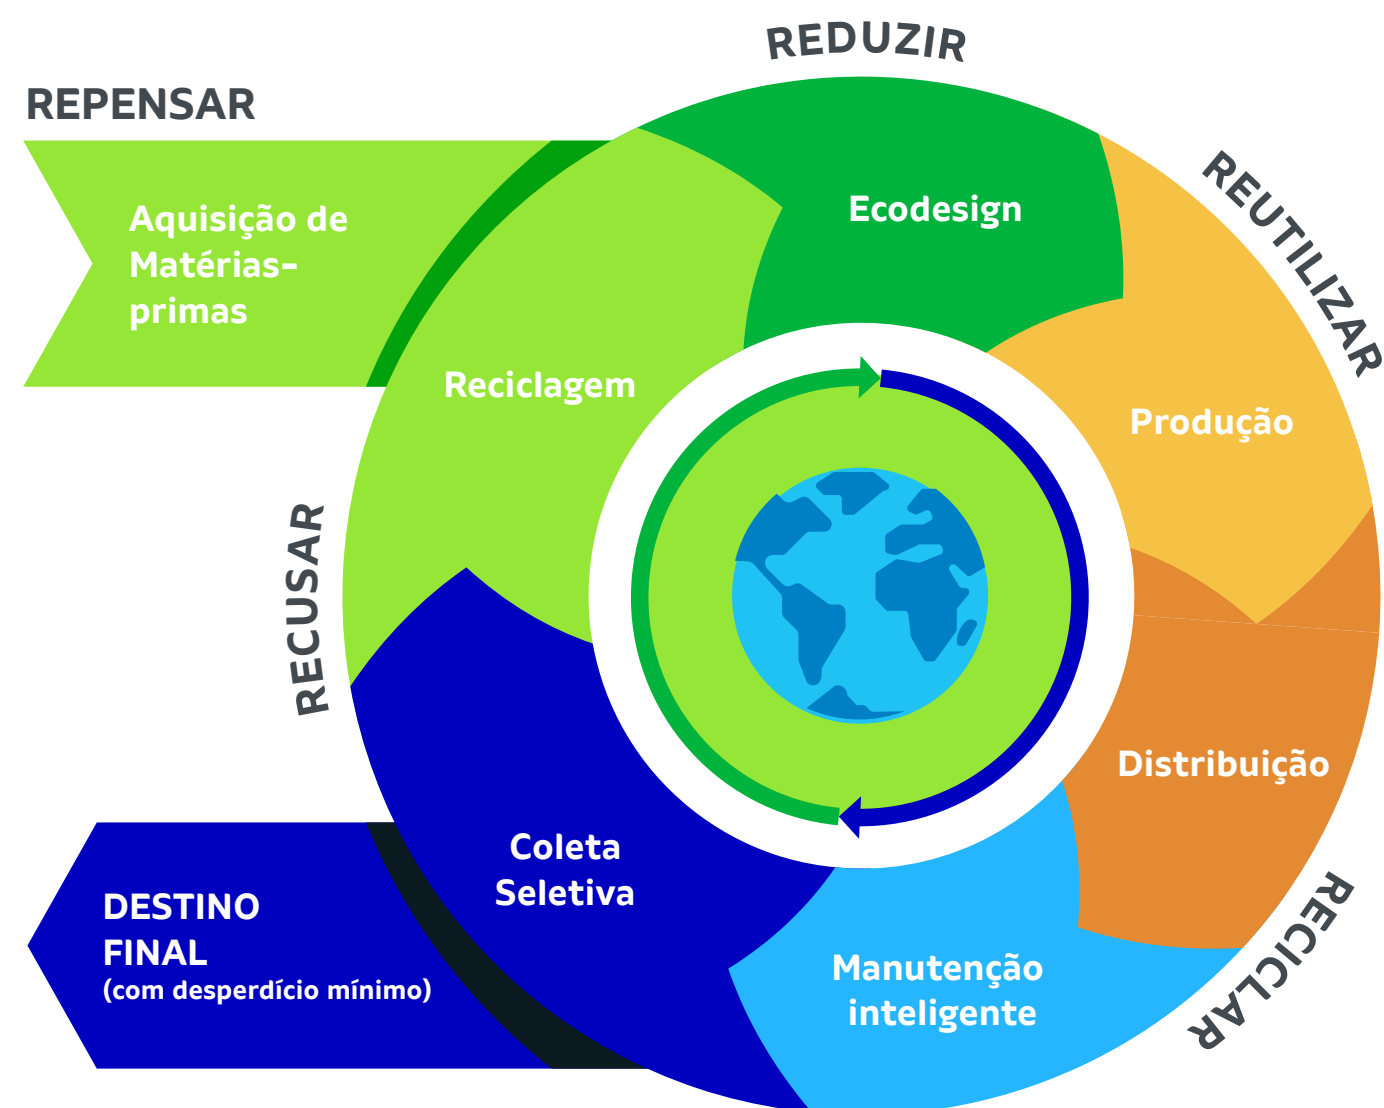 REDUZIR
REPENSAR
REUTILIZAR
Aquisição de
Matérias-
primas
Ecodesign
Reciclagem
Produção
RECUSAR
Distribuição
Coleta
Seletiva
DESTINO
FINAL
(com desperdício mínimo)
Manutenção
inteligente
RECICLAR